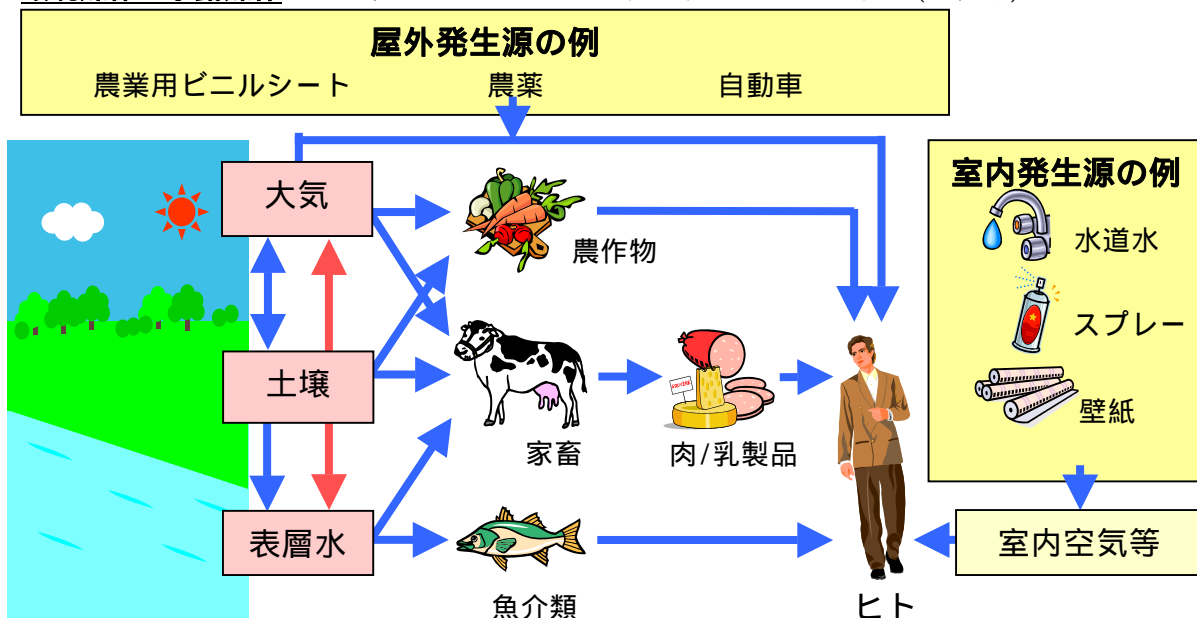 屋外発生源の例
農業用ビニルシート 農薬 自動車
大気
農作物
室内発生源の例
水道水
スプレー
壁紙
土壌
家畜
肉/乳製品
表層水
魚介類
ヒト
室内空気等